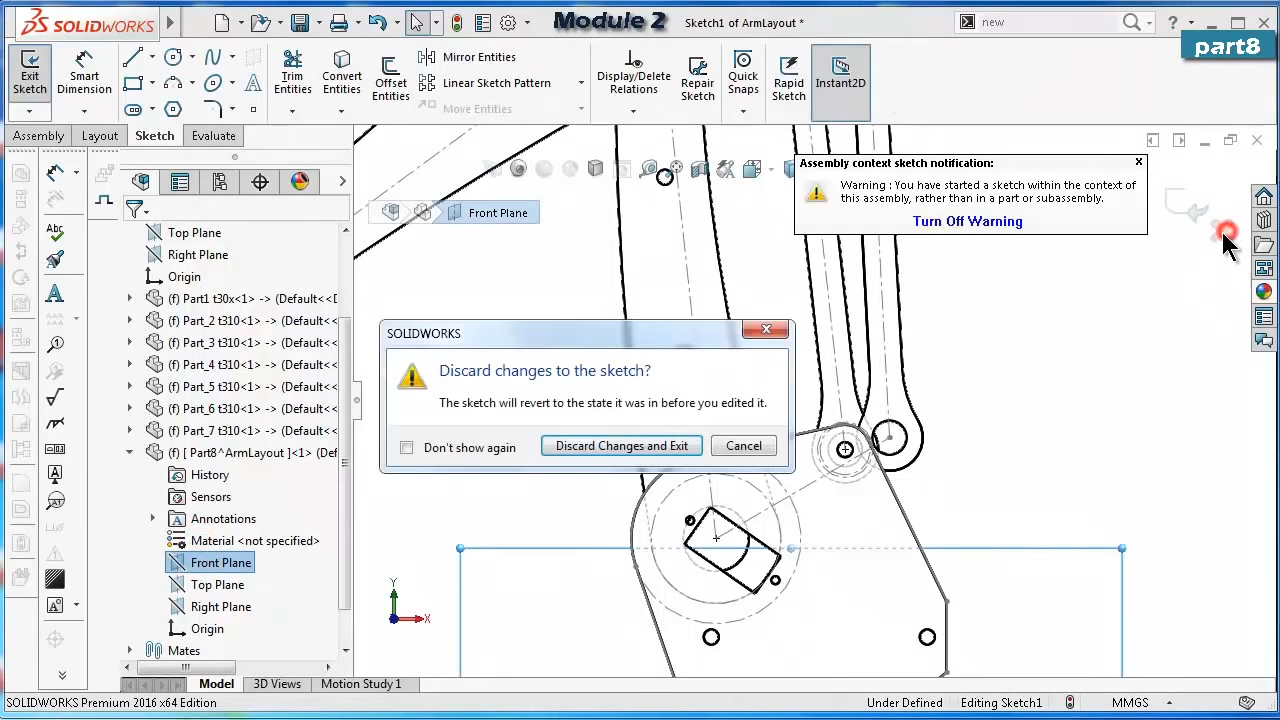 SOLIDWORKS
Module 2
Sketch1 of ArmLayout *
new
part8
Exit Sketch
Smart Dimension
Trim Entities
Convert Entities
Offset Entities
Mirror Entities
Linear Sketch Pattern
Move Entities
Display/Delete Relations
Repair Sketch
Quick Snaps
Rapid Sketch
Instant2D
Assembly
Layout
Sketch
Evaluate
Top Plane
Right Plane
Origin
(f) Part1 t30x<1> -> (Default<<D
(f) Part_2 t310<1> -> (Default<<
(f) Part_3 t310<1> -> (Default<<
(f) Part_4 t310<1> -> (Default<<
(f) Part_5 t310<1> -> (Default<<
(f) Part_6 t310<1> -> (Default<<
(f) Part_7 t310<1> -> (Default<<
(f) [ Part8^ArmLayout ]<1> (Defa
History
Sensors
Annotations
Material <not specified>
Front Plane
Top Plane
Right Plane
Origin
Mates
Front Plane
Assembly context sketch notification:
x
Warning : You have started a sketch within the context of
this assembly, rather than in a part or subassembly.
Turn Off Warning
SOLIDWORKS
Discard changes to the sketch?
The sketch will revert to the state it was in before you edited it.
Don't show again
Discard Changes and Exit
Cancel
Y
X
Model
3D Views
Motion Study 1
SOLIDWORKS Premium 2016 x64 Edition
Under Defined
Editing Sketch1
MMGS